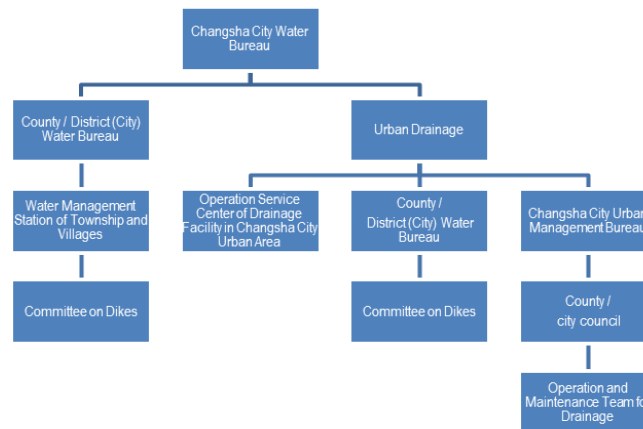 Changsha City Water
Bureau
County / District (City)
Water Bureau
Urban Drainage
Water Management
Station of Township and
Villages
Operation Service
Center of Drainage
Facility in Changsha City
Urban Area
County /
District (City) Water
Bureau
Changsha City Urban
Management Bureau
Committee on Dikes
Committee on Dikes
County /
city council
Operation and
Maintenance Team fo
Drainage